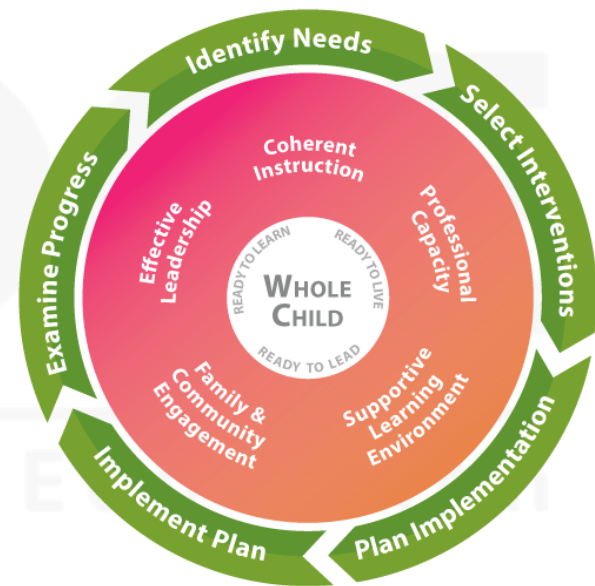 Identify Needs
Select Interventions
Plan Implementation
Implement Plan
Examine Progress
Coherent
Instruction
Professional
Capacity
Supportive
Learning
Environment
Family &
Community
Engagement
Effective
Leadership
READY TO LEARN
READY TO LIVE
READY TO LEAD
WHOLE
CHILD